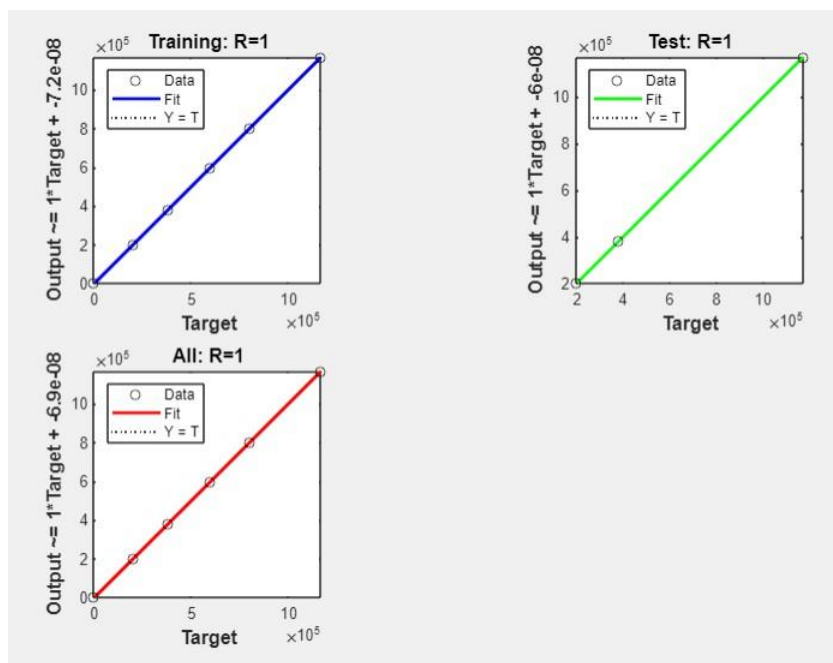 Training: R=1
×10⁵
Output ~= 1*Target + -7.2e-08
10
8
6
4
2
0
Data
Fit
Y = T
0 5 10
×10⁵
Target
Test: R=1
×10⁵
Output ~= 1*Target + -6e-08
10
8
6
4
2
Data
Fit
Y = T
2 4 6 8 10
×10⁵
Target
All: R=1
×10⁵
Output ~= 1*Target + -6.9e-08
10
8
6
4
2
0
Data
Fit
Y = T
0 5 10
×10⁵
Target